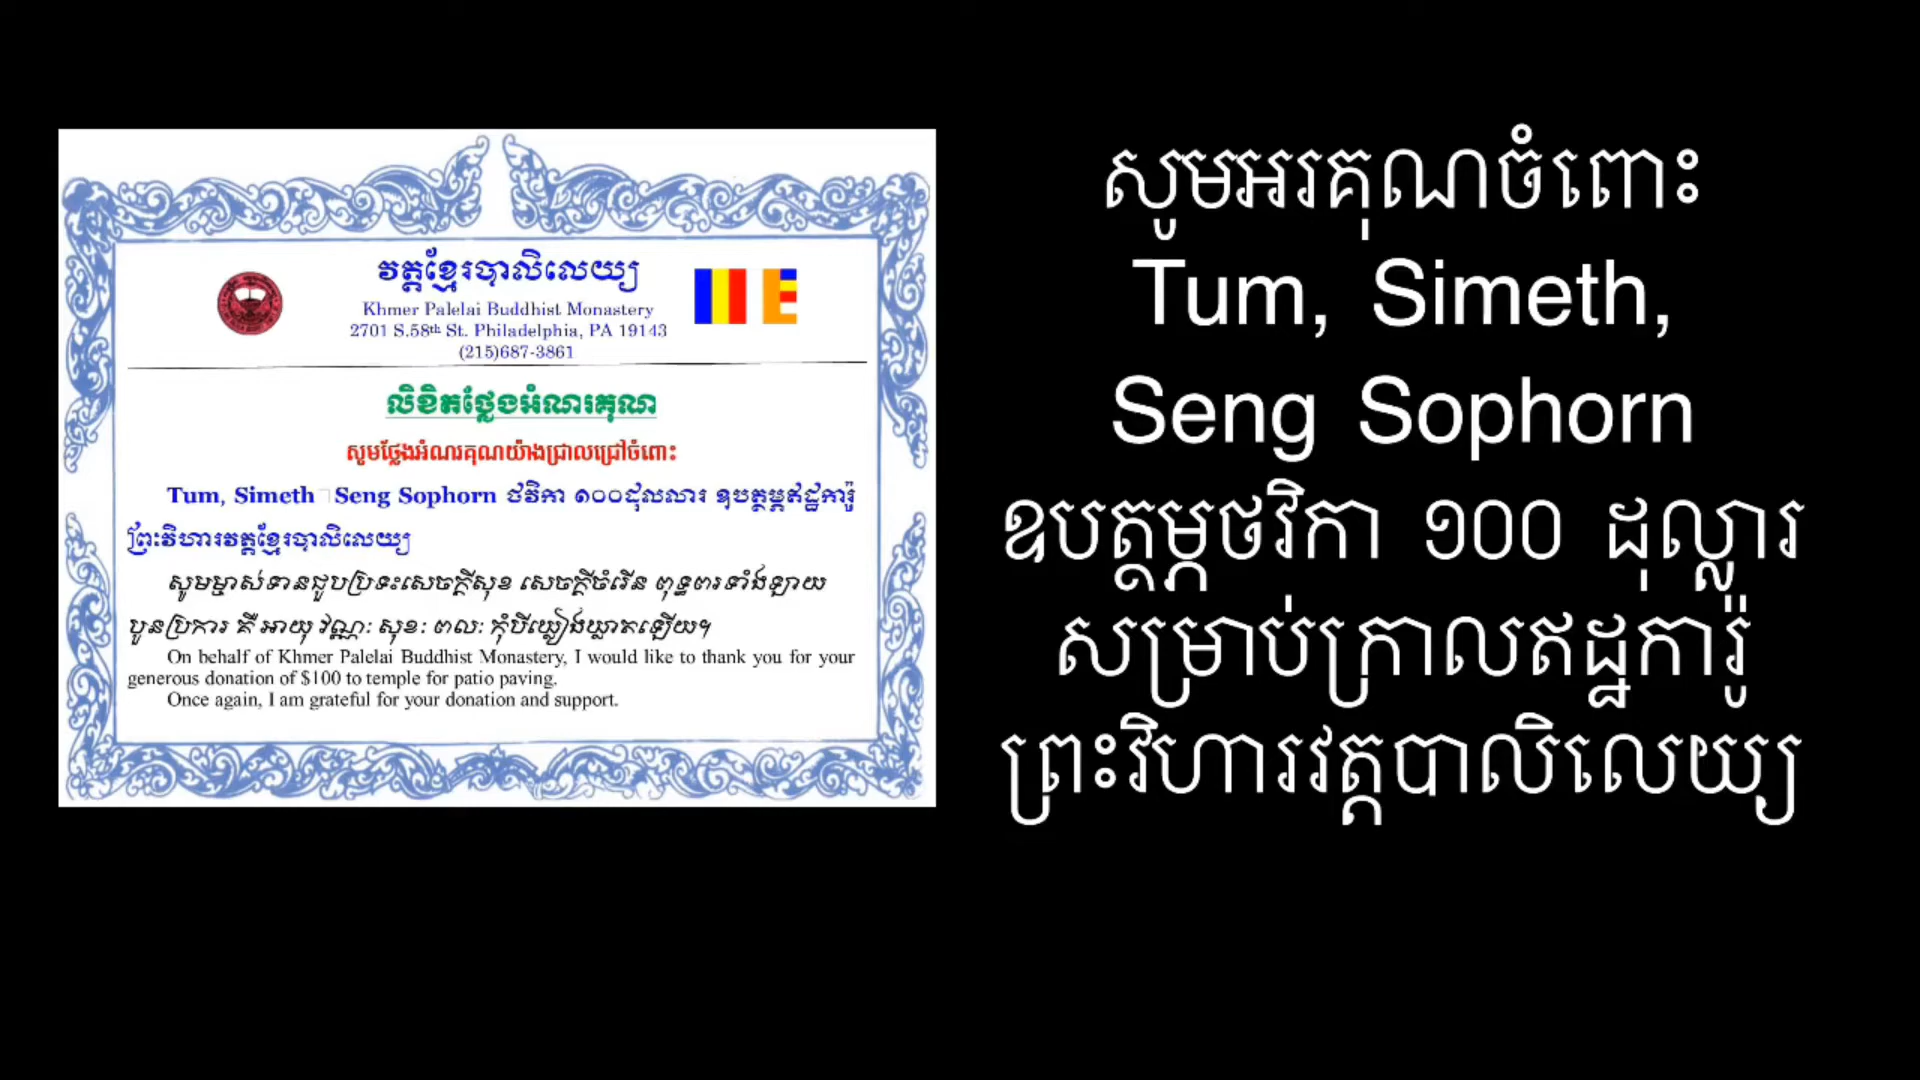 វត្តខ្មែរបាលិលេយ្យ
Khmer Palelai Buddhist Monastery
2701 S.58th St. Philadelphia, PA 19143
(215)687-3861
លិខិតថ្លែងអំណរគុណ
សូមថ្លែងអំណរគុណយ៉ាងជ្រាលជ្រៅចំពោះ
Tum, Simeth Seng Sophorn ថវិកា ១០០ដុលលារ ឧបត្ថម្ភឥដ្ឋការ៉ូ
ព្រះវិហារវត្តខ្មែរបាលិលេយ្យ
សូមម្ចាស់ទានជួបប្រទះសេចក្តីសុខ សេចក្តីចំរើន ពុទ្ធពរទាំងឡាយ
បួនប្រការ គឺ អាយុ វណ្ណៈ សុខៈ ពលៈ កុំបីឃ្លៀងឃ្លាតឡើយ។
On behalf of Khmer Palelai Buddhist Monastery, I would like to thank you for your
generous donation of $100 to temple for patio paving.
Once again, I am grateful for your donation and support.
សូមអរគុណចំពោះ
Tum, Simeth,
Seng Sophorn
ឧបត្ថម្ភថវិកា ១០០ ដុល្លារ
សម្រាប់ក្រាលឥដ្ឋការ៉ូ
ព្រះវិហារវត្តបាលិលេយ្យ